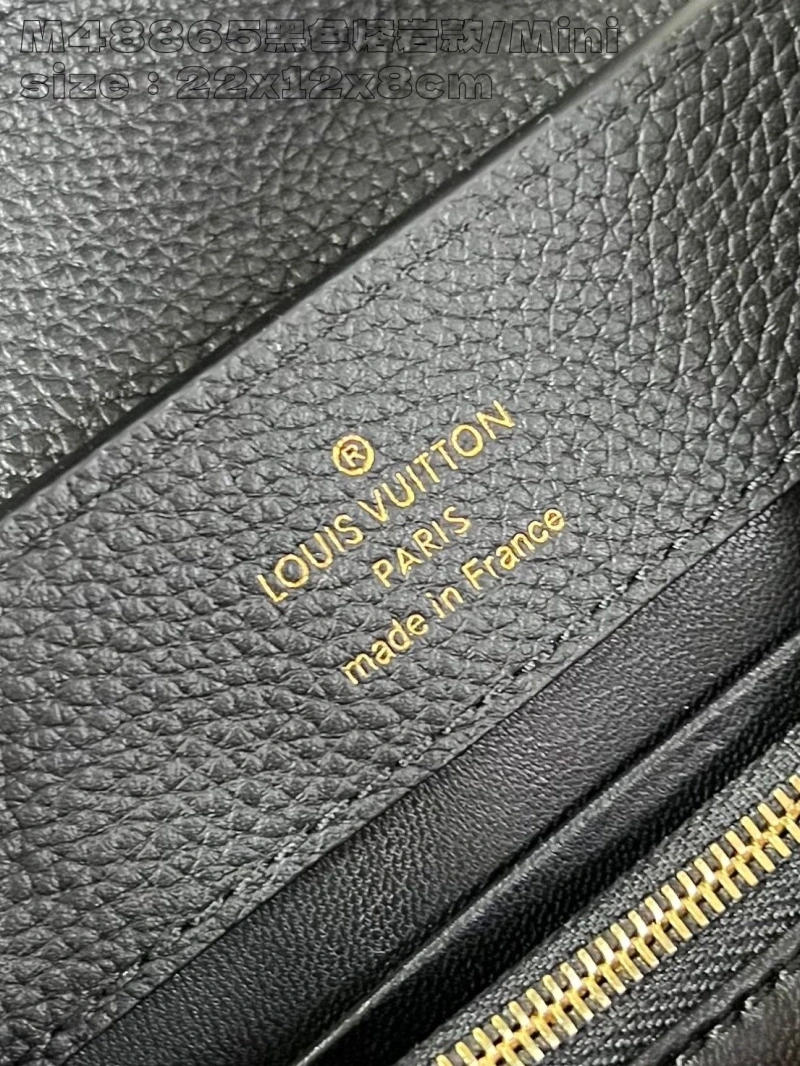 M48865黑色熔岩款/Mini
size：22x12x8cm
®
LOUIS VUITTON
PARIS
made in France